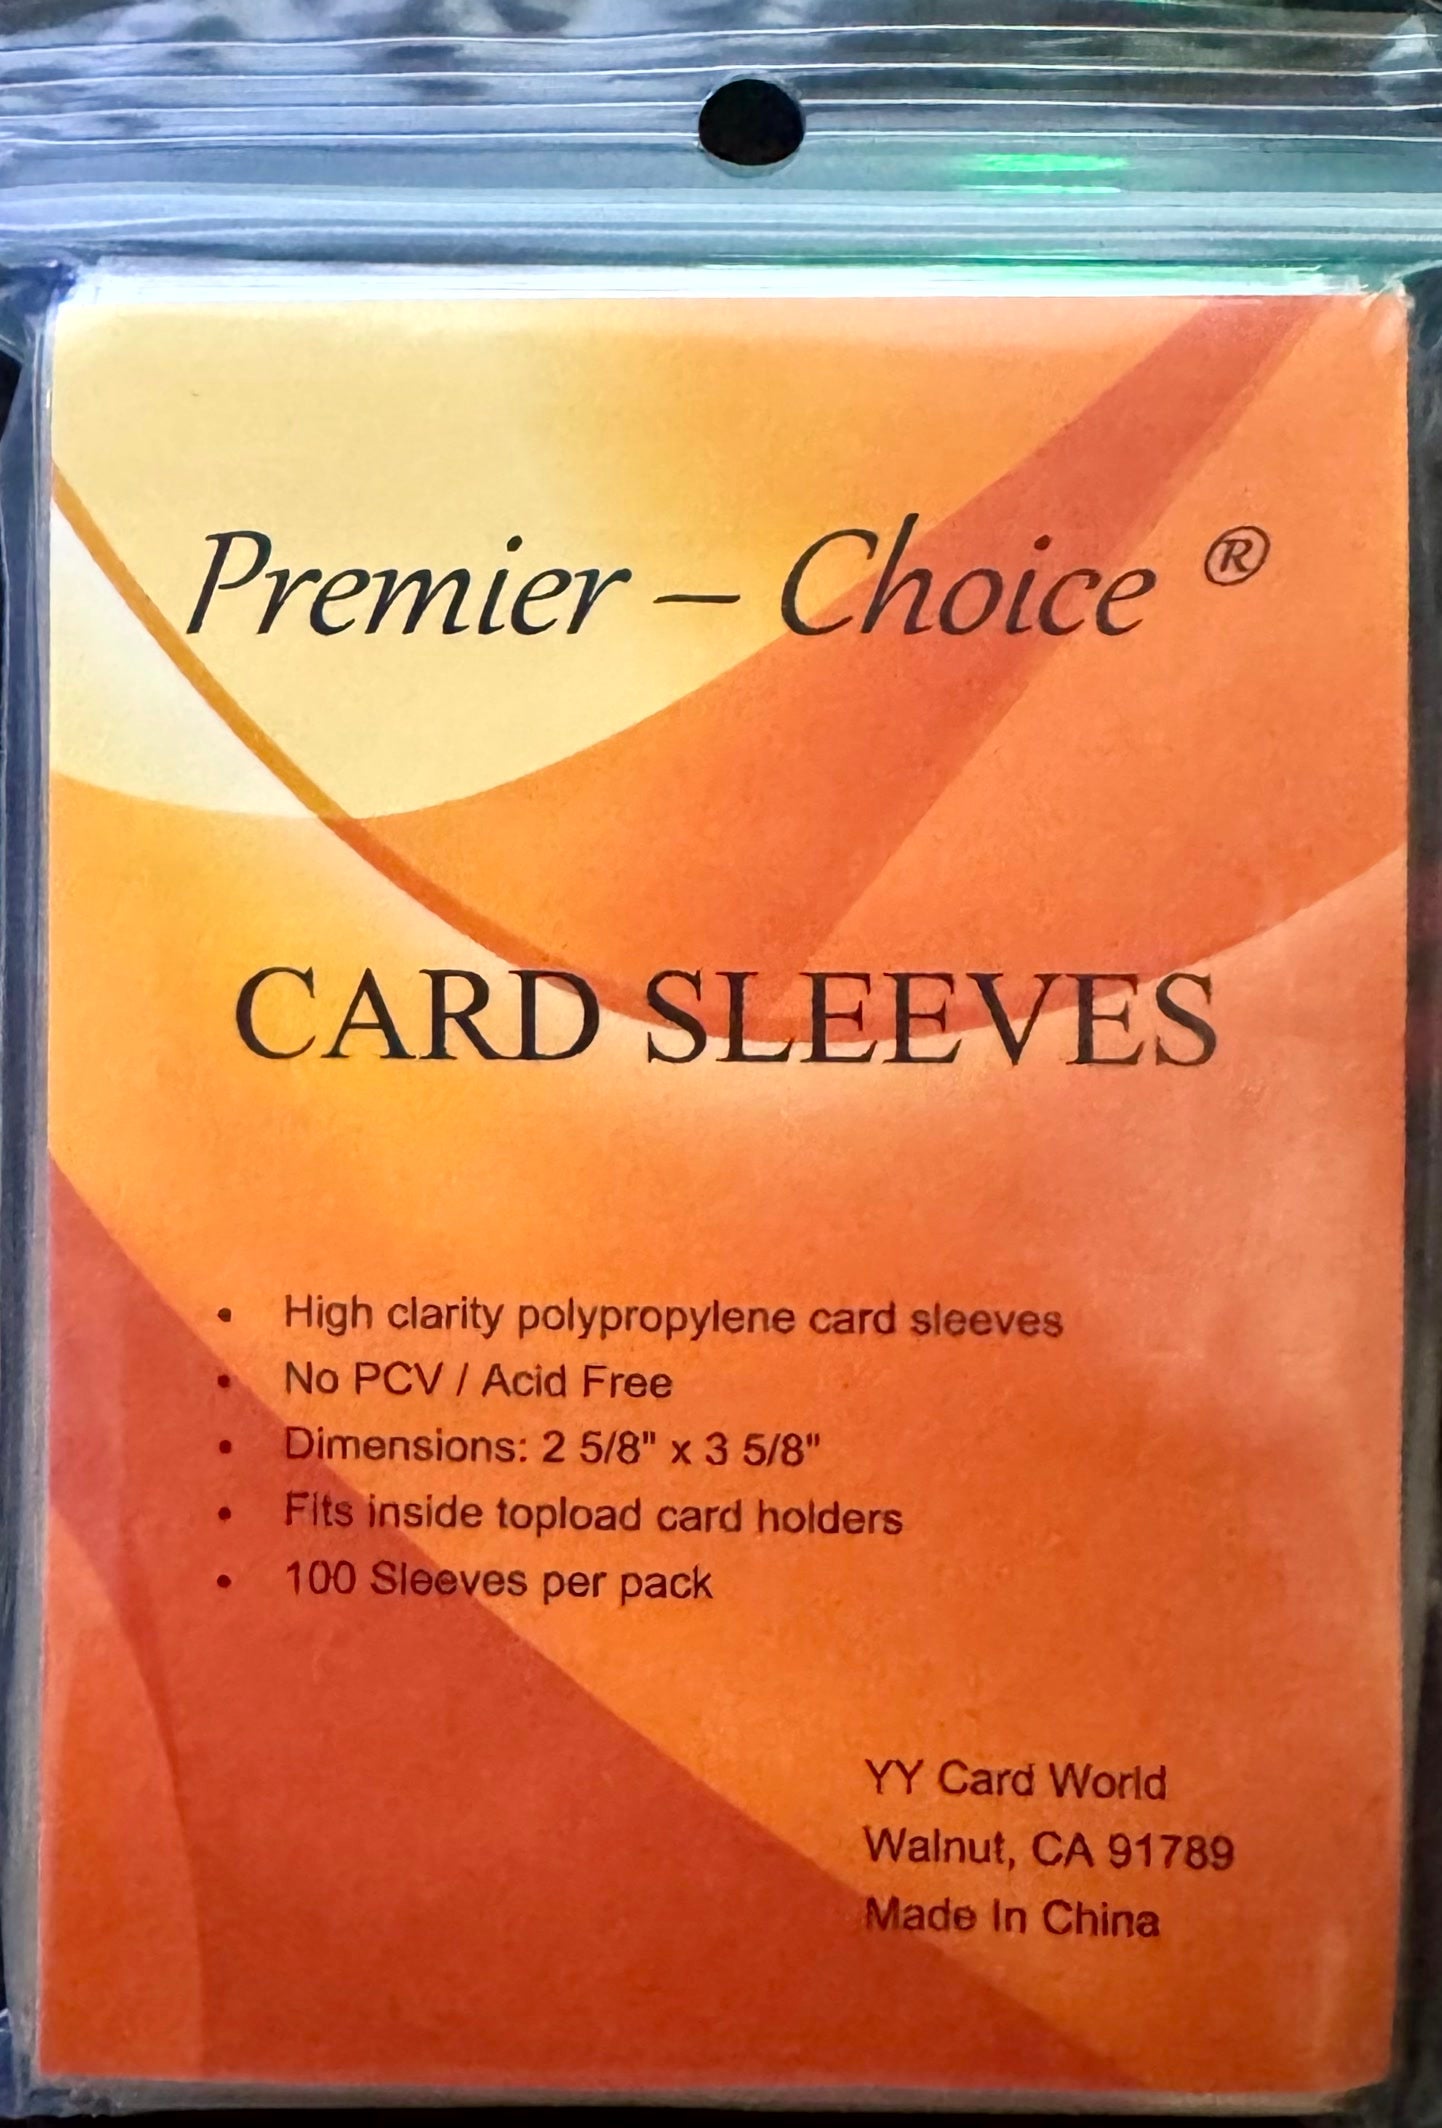 Premier – Choice ®
CARD SLEEVES
• High clarity polypropylene card sleeves
• No PCV / Acid Free
• Dimensions: 2 5/8" x 3 5/8"
• Fits inside topload card holders
• 100 Sleeves per pack
YY Card World
Walnut, CA 91789
Made In China